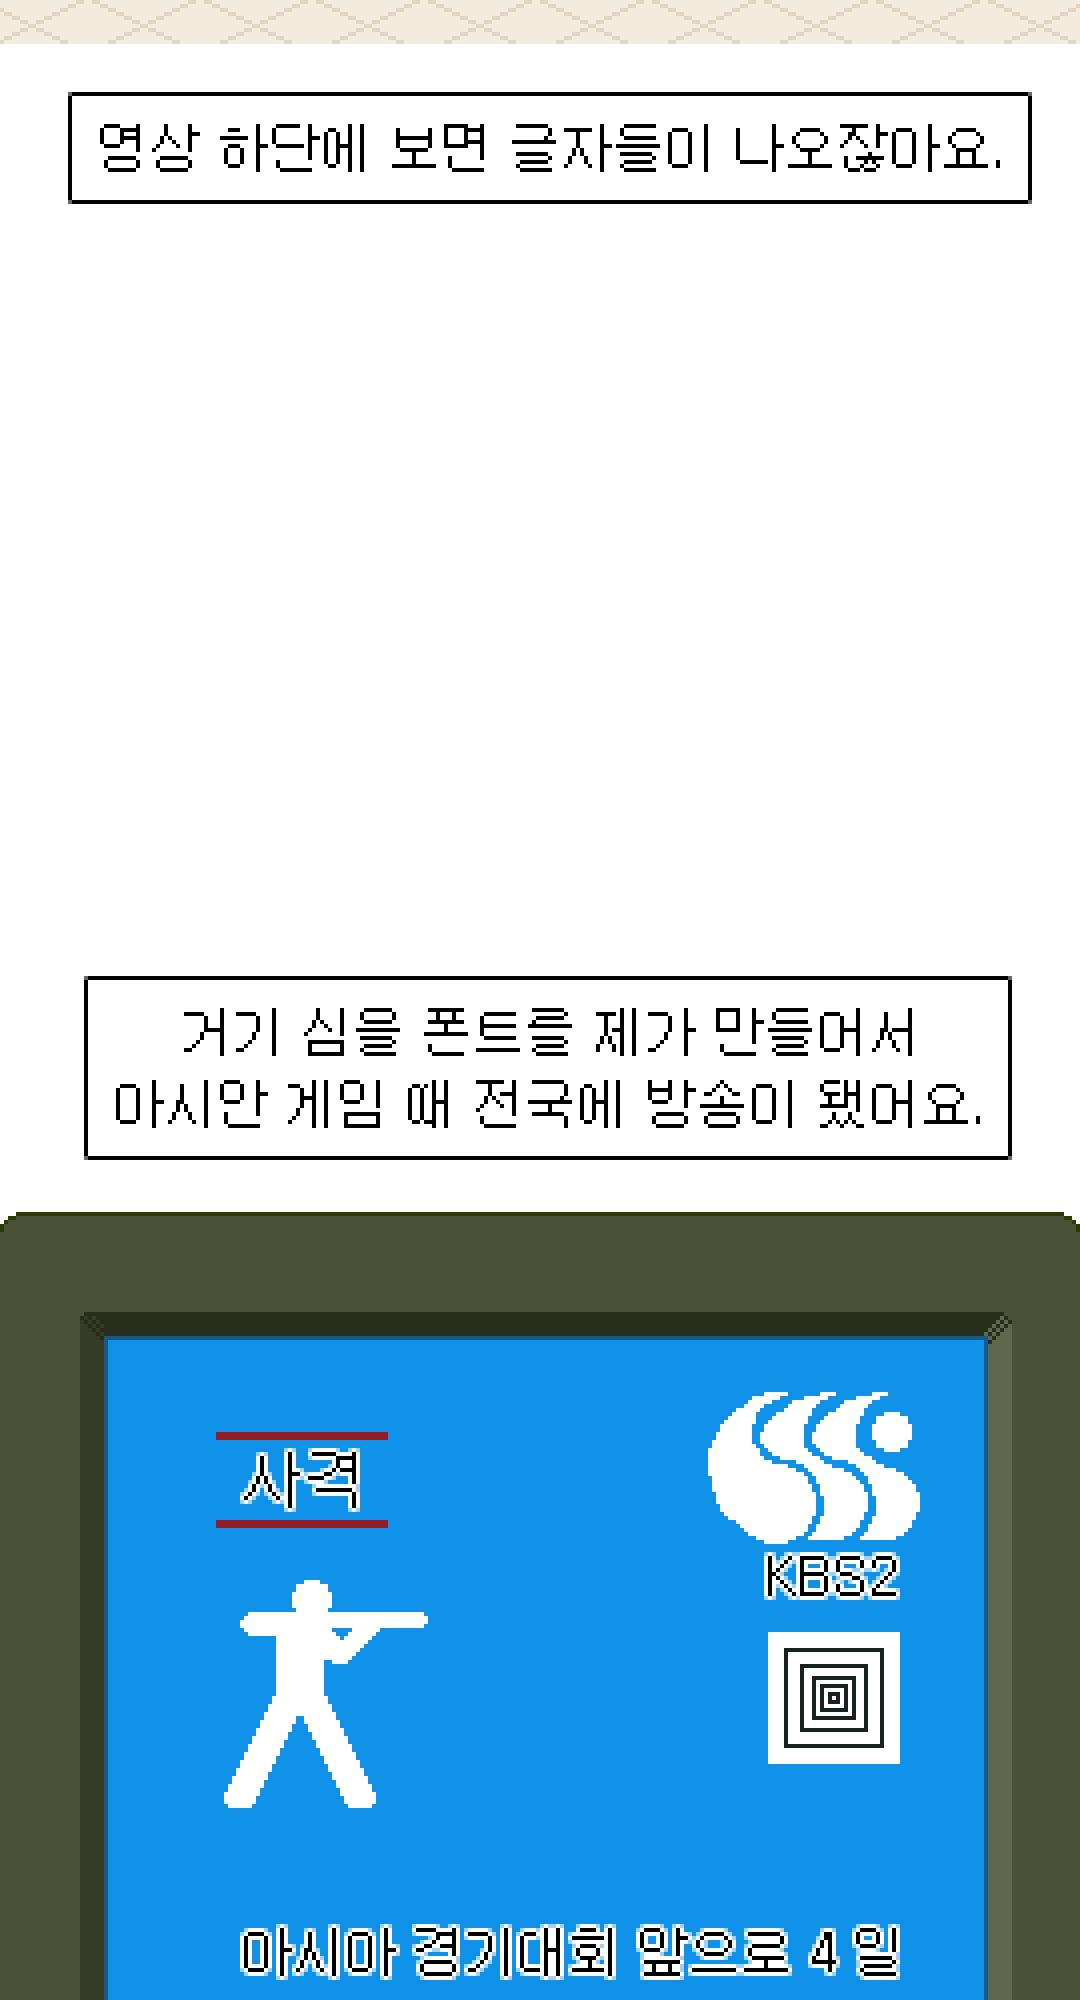 영상 하단에 보면 글자들이 나오잖아요.
거기 심을 폰트를 제가 만들어서
아시안 게임 때 전국에 방송이 됐어요.
사격
KBS2
아시아 경기대회 앞으로 4 일